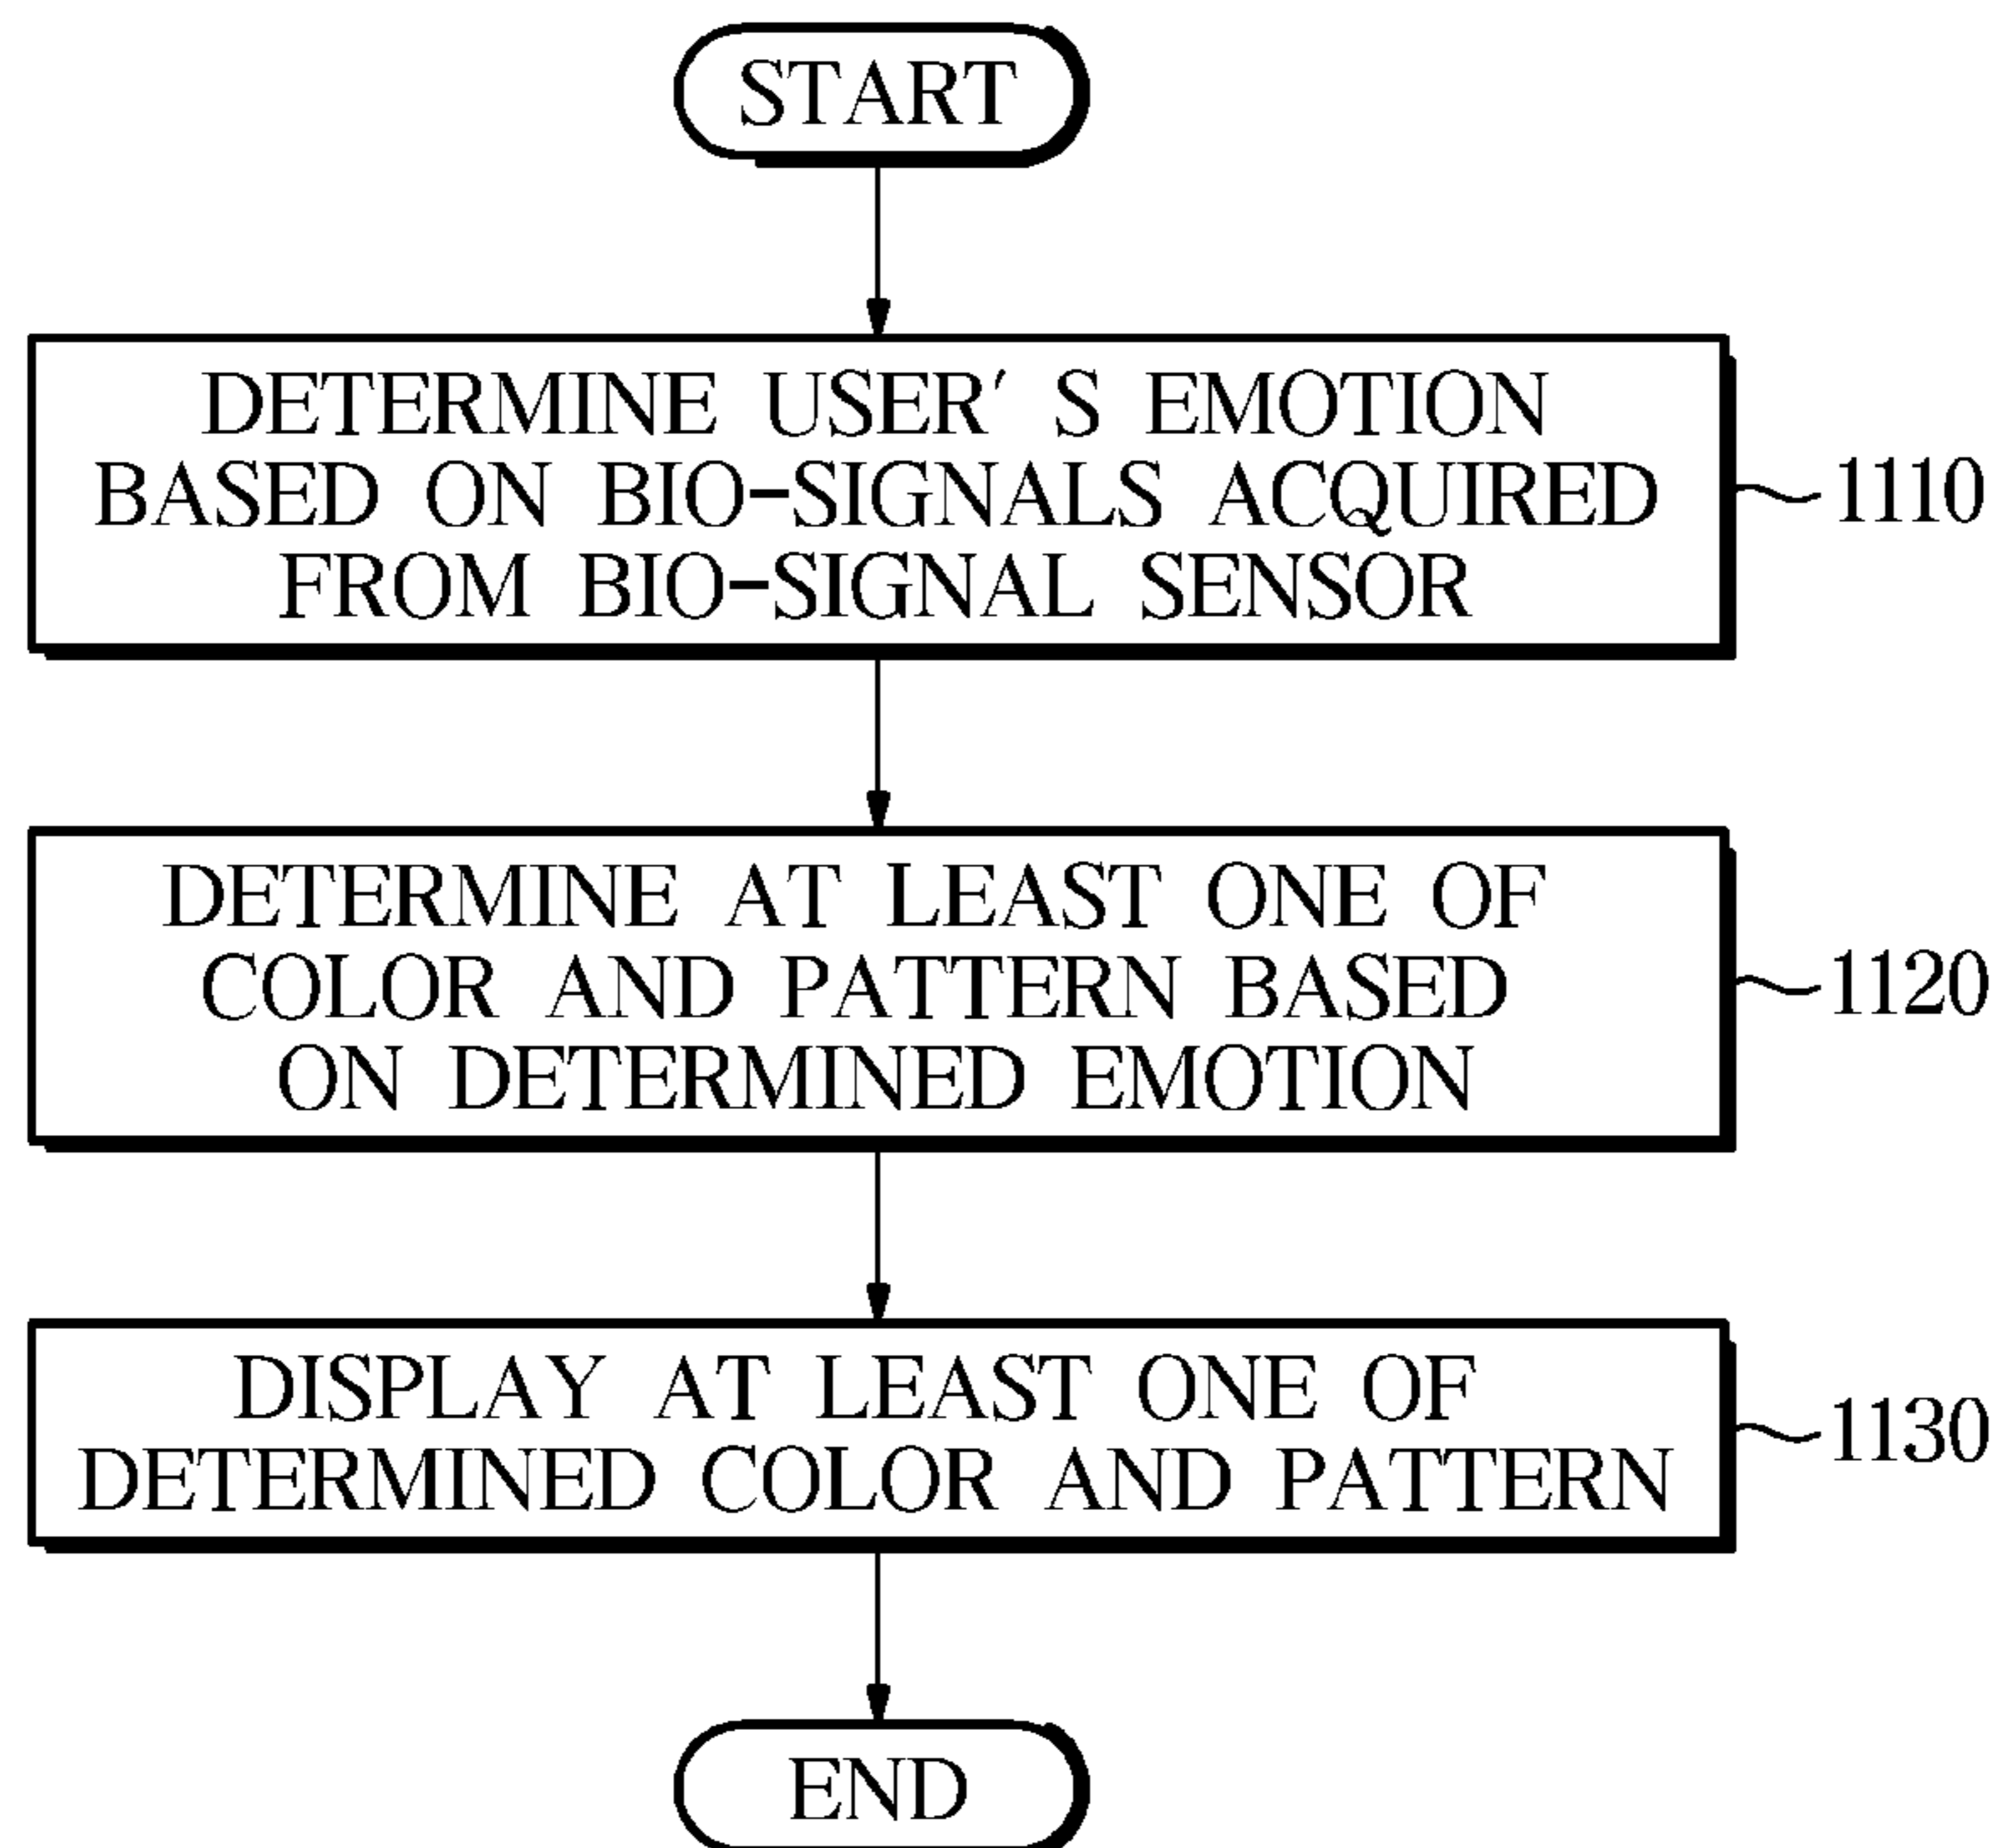 START
DETERMINE USER' S EMOTION
BASED ON BIO-SIGNALS ACQUIRED
FROM BIO-SIGNAL SENSOR
1110
DETERMINE AT LEAST ONE OF
COLOR AND PATTERN BASED
ON DETERMINED EMOTION
1120
DISPLAY AT LEAST ONE OF
DETERMINED COLOR AND PATTERN
1130
END